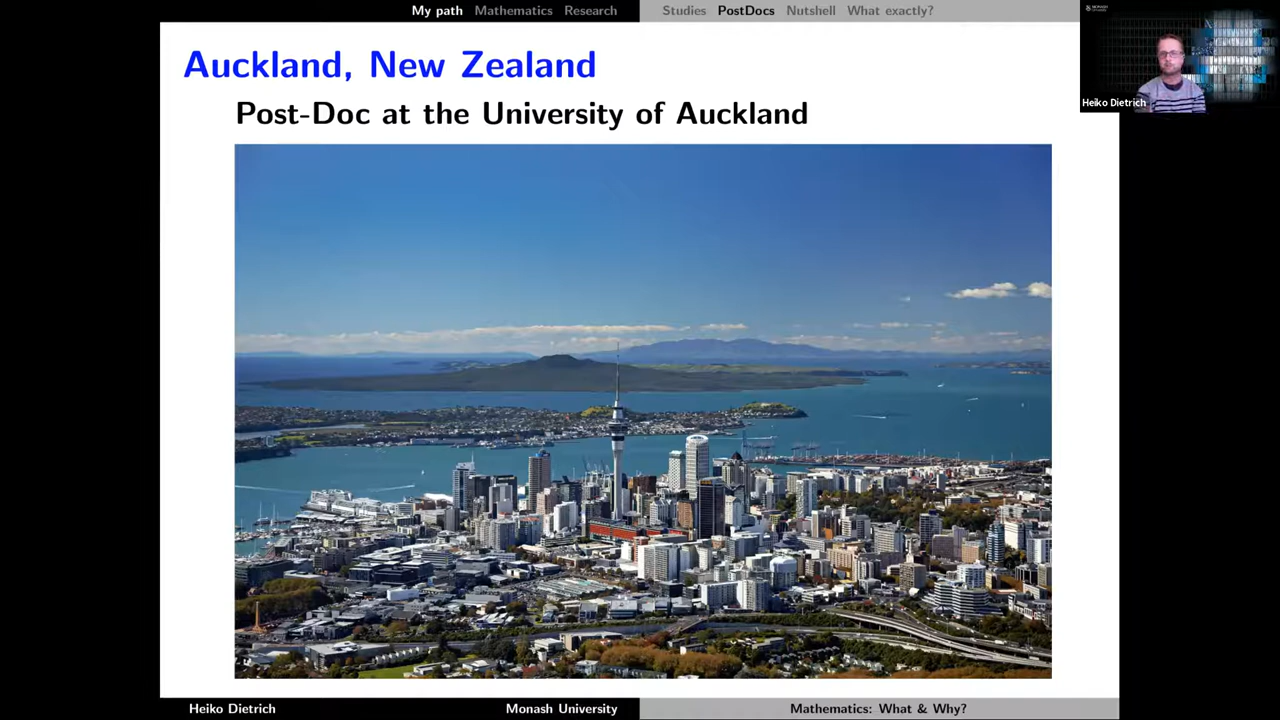 My path Mathematics Research Studies PostDocs Nutshell What exactly?
Auckland, New Zealand
Post-Doc at the University of Auckland
Heiko Dietrich
Heiko Dietrich Monash University Mathematics: What & Why?